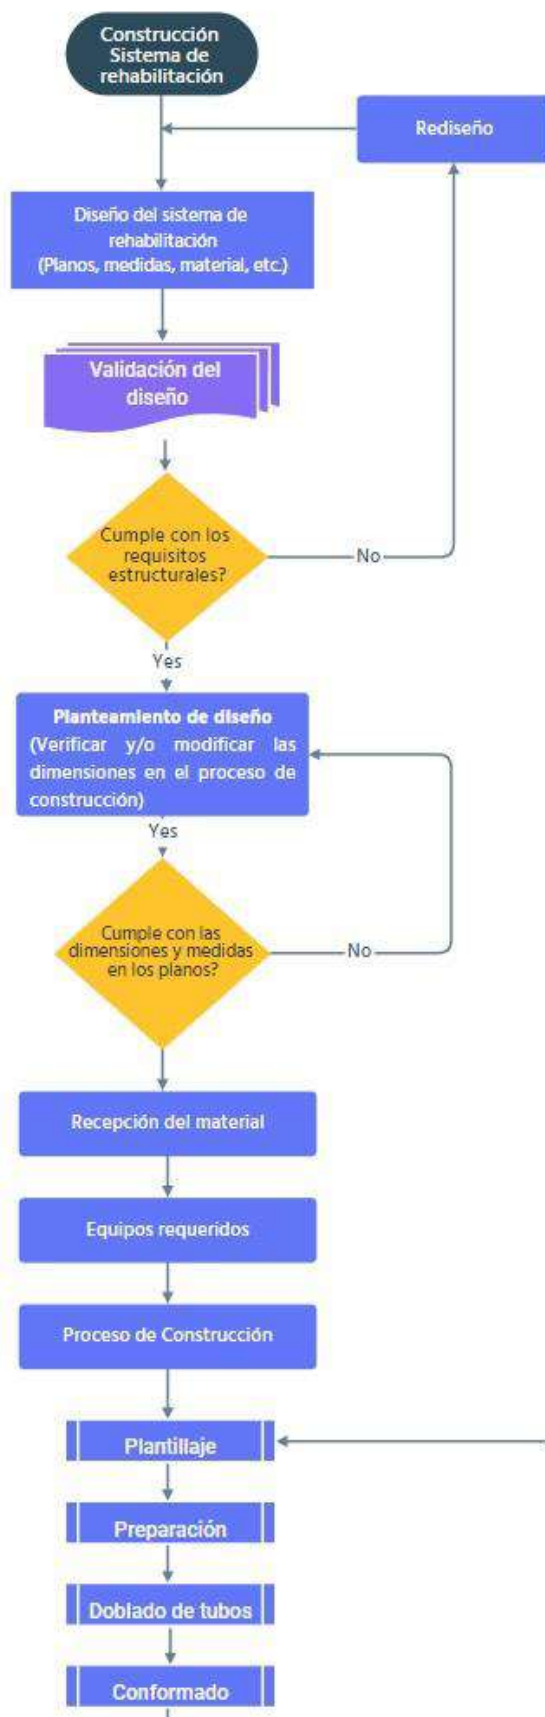 Construcción
Sistema de
rehabilitación
Rediseño
Diseño del sistema de
rehabilitación
(Planos, medidas, material, etc.)
Validación del
diseño
Cumple con los
requisitos
estructurales?
No
Yes
Planteamiento de diseño
(Verificar y/o modificar las
dimensiones en el proceso de
construcción)
Yes
Cumple con las
dimensiones y medidas
en los planos?
No
Recepción del material
Equipos requeridos
Proceso de Construcción
Plantillaje
Preparación
Doblado de tubos
Conformado